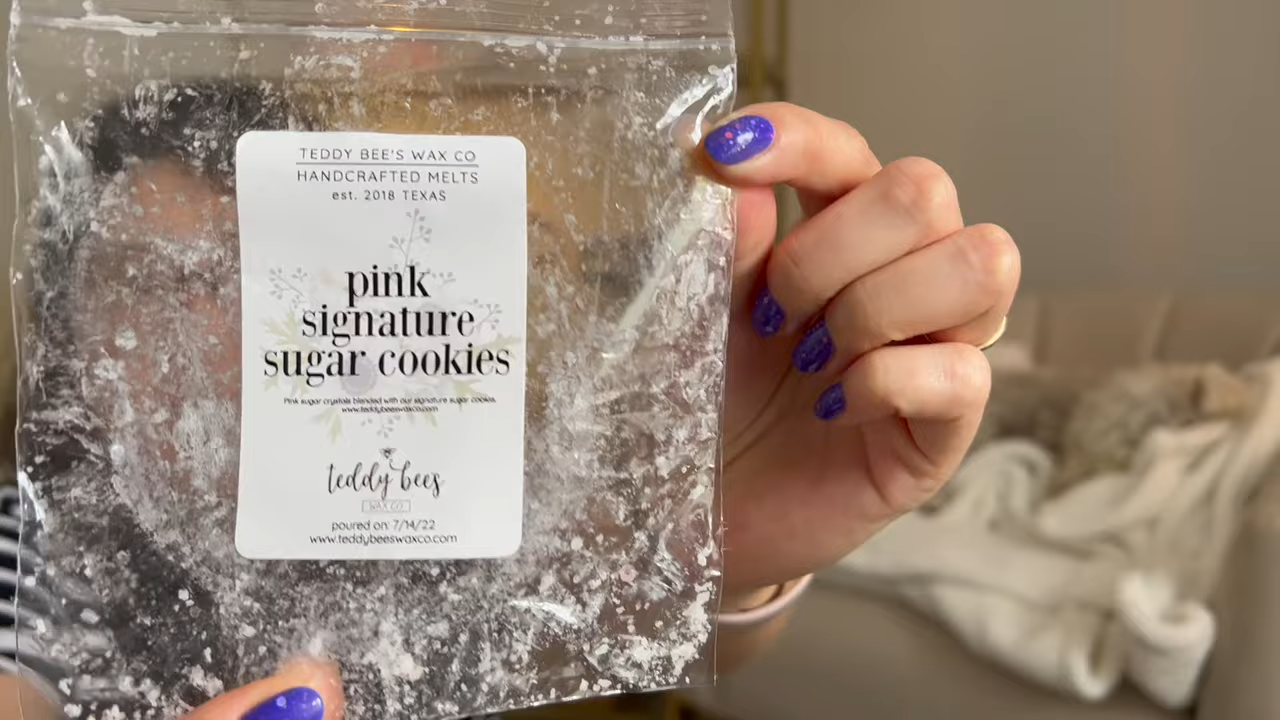 TEDDY BEE'S WAX CO
HANDCRAFTED MELTS
est. 2018 TEXAS
pink
signature
sugar cookies
Pink sugar crystals blended with our signature sugar cookies.
www.teddybeeswaxco.com
teddy bees
WAX CO
poured on: 7/14/22
www.teddybeeswaxco.com